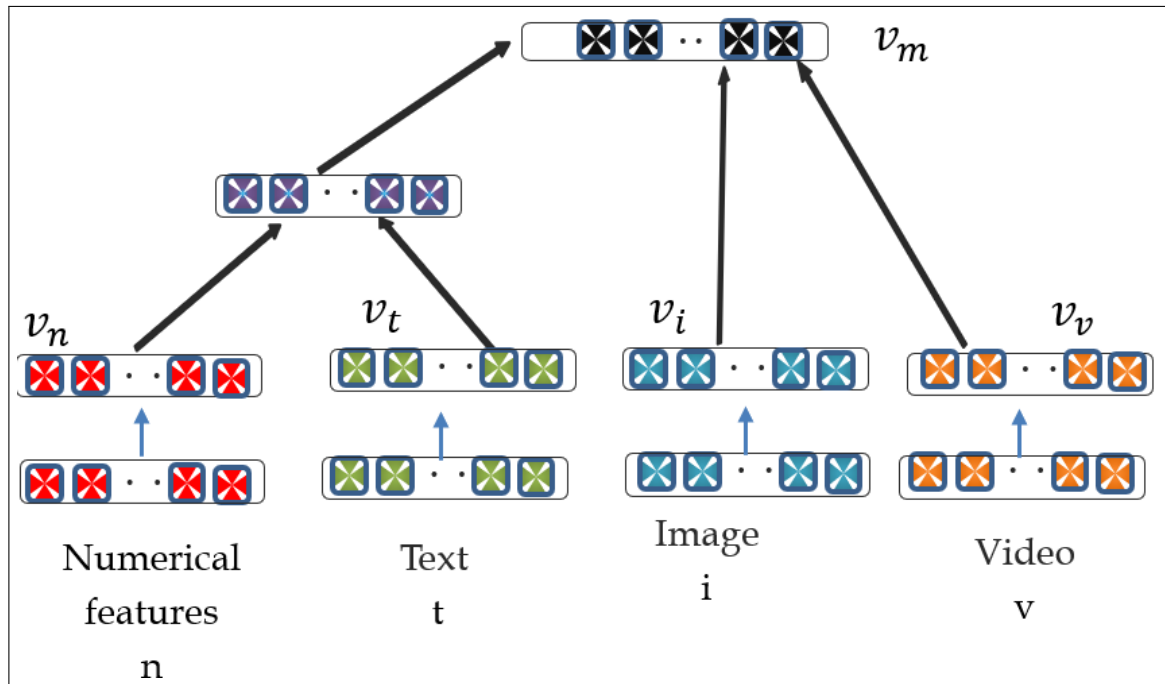 v_m
v_n
v_t
v_i
v_v
Numerical
features
n
Text
t
Image
i
Video
v